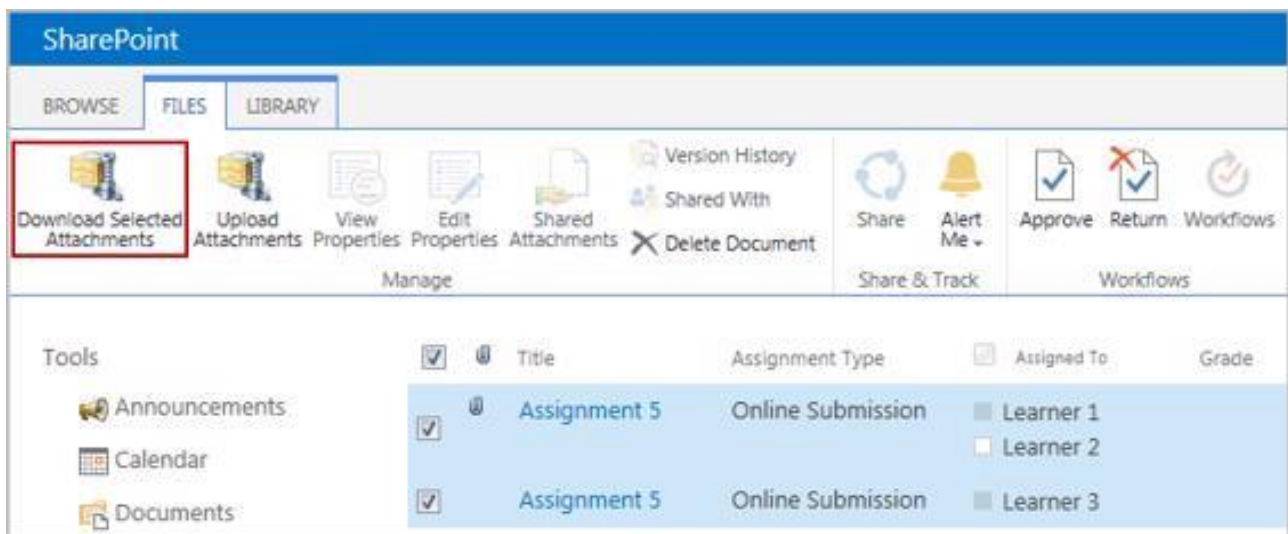 SharePoint
BROWSE FILES LIBRARY
Download Selected Attachments
Upload Attachments
View Properties
Edit Properties
Shared Attachments
Version History
Shared With
Delete Document
Share
Alert Me
Approve
Return
Workflows
Manage
Share & Track
Workflows
Tools
Announcements
Calendar
Documents
Title Assignment Type Assigned To Grade
Assignment 5 Online Submission Learner 1
Learner 2
Assignment 5 Online Submission Learner 3